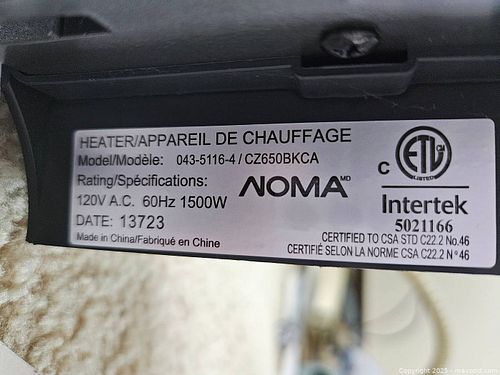 HEATER/APPAREIL DE CHAUFFAGE
Model/Modèle: 043-5116-4 / CZ650BKCA
Rating/Spécifications:
120V A.C. 60Hz 1500W
DATE: 13723
Made in China/Fabriqué en Chine
NOMA MD
C ETL CM
LISTED
Intertek
5021166
CERTIFIED TO CSA STD C22.2 No.46
CERTIFIÉ SELON LA NORME CSA C22.2 N° 46
Copyright 2025 - maxsold.com